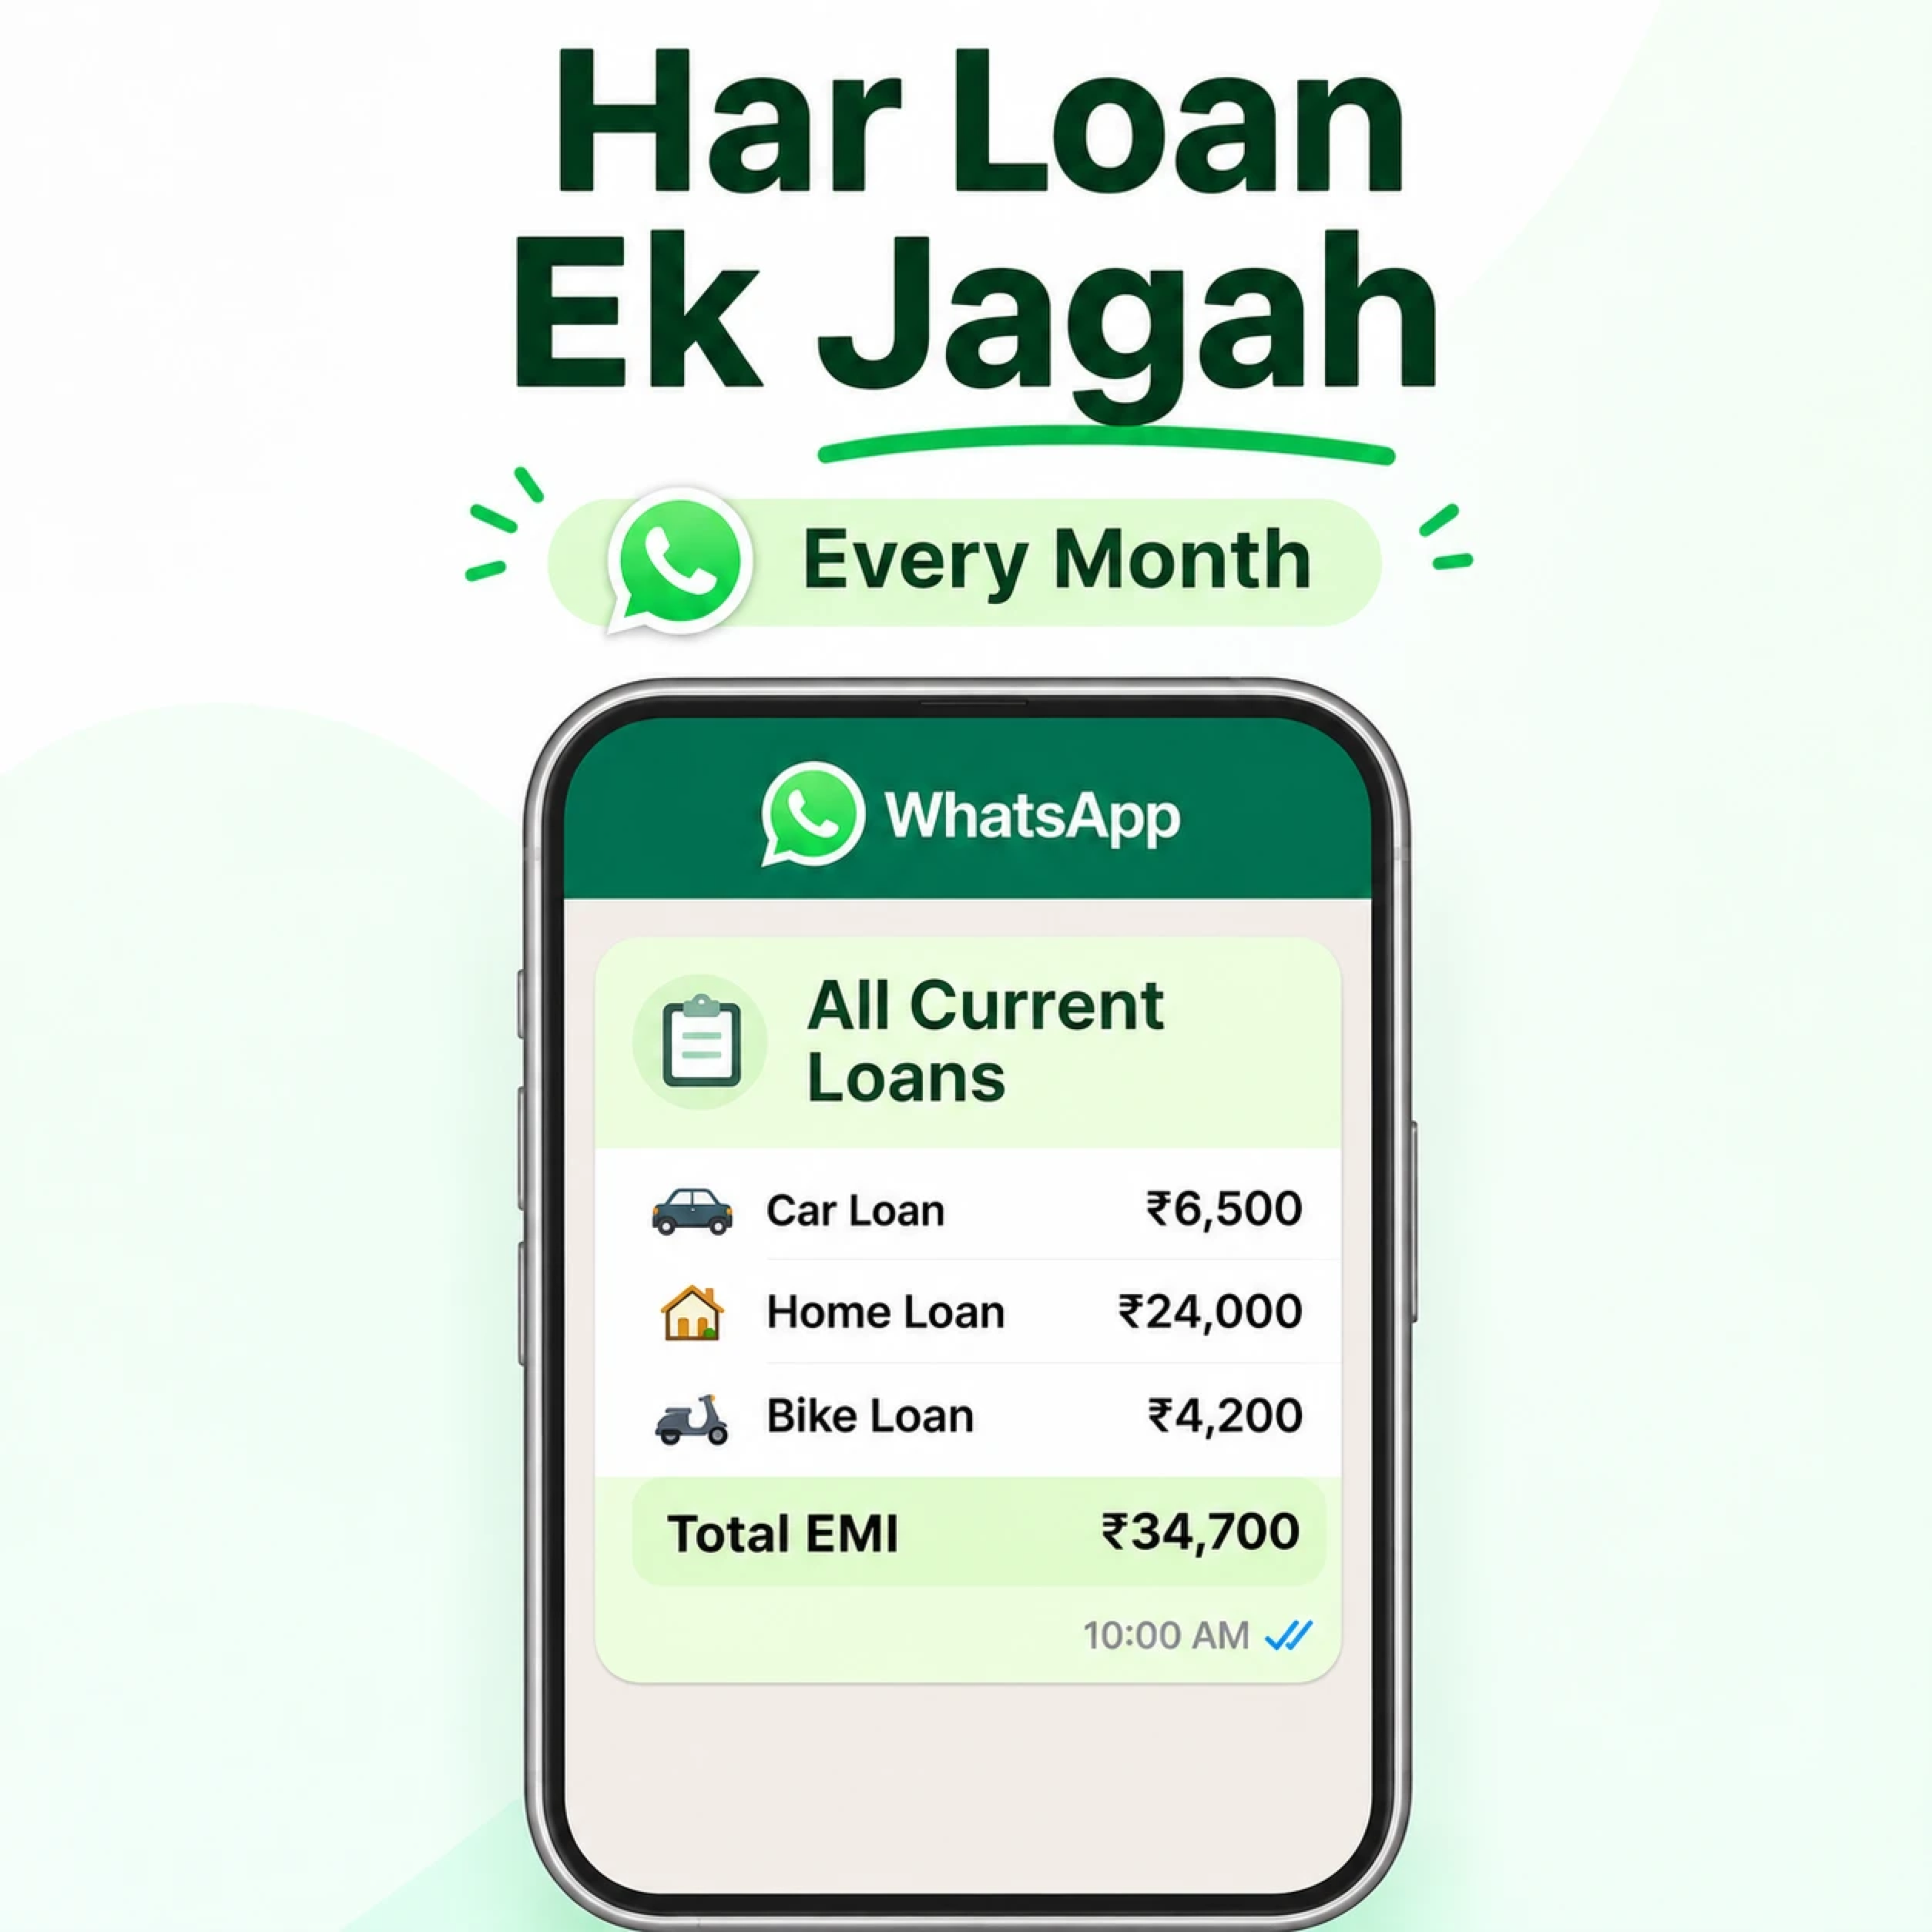 Har Loan
Ek Jagah
Every Month
WhatsApp
All Current
Loans
Car Loan ₹6,500
Home Loan ₹24,000
Bike Loan ₹4,200
Total EMI ₹34,700
10:00 AM